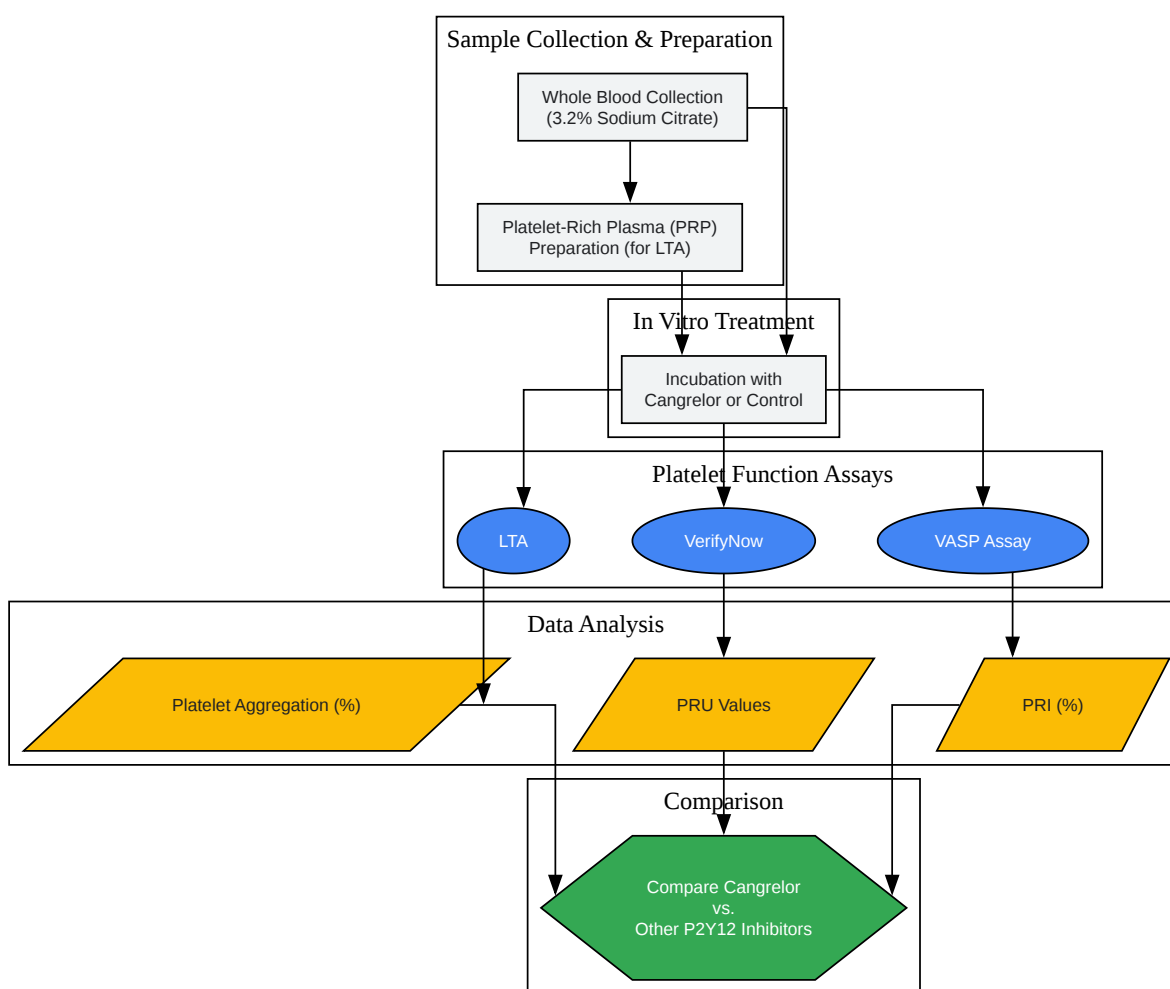 Sample Collection & Preparation
Whole Blood Collection
(3.2% Sodium Citrate)
Platelet-Rich Plasma (PRP)
Preparation (for LTA)
In Vitro Treatment
Incubation with
Cangrelor or Control
Platelet Function Assays
LTA
VerifyNow
VASP Assay
Data Analysis
Platelet Aggregation (%)
PRU Values
PRI (%)
Comparison
Compare Cangrelor
vs.
Other P2Y12 Inhibitors